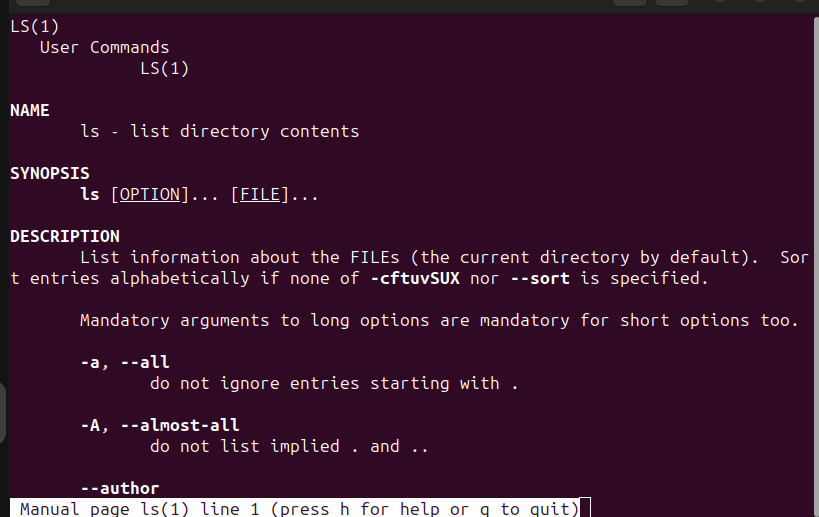 LS(1)
User Commands
LS(1)
NAME
ls - list directory contents
SYNOPSIS
ls [OPTION]... [FILE]...
DESCRIPTION
List information about the FILEs (the current directory by default).  Sor
t entries alphabetically if none of -cftuvSUX nor --sort is specified.
Mandatory arguments to long options are mandatory for short options too.
-a, --all
do not ignore entries starting with .
-A, --almost-all
do not list implied . and ..
--author
Manual page ls(1) line 1 (press h for help or q to quit)